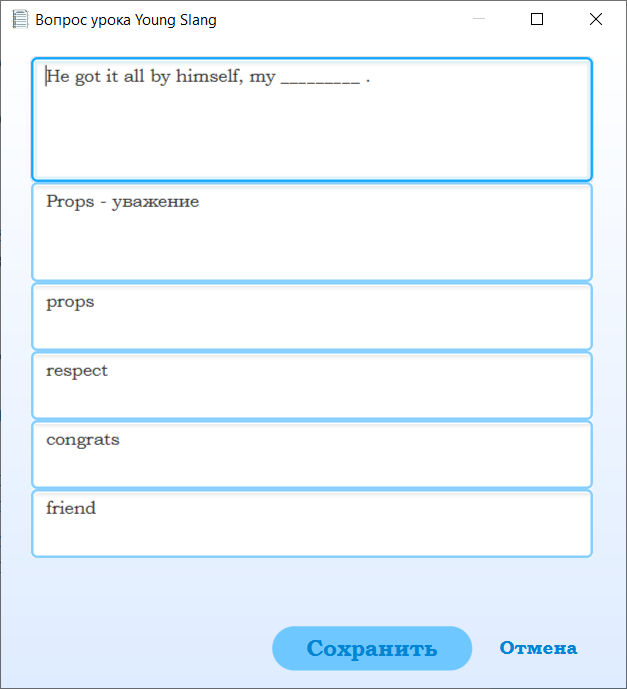 Вопрос урока Young Slang
He got it all by himself, my _________ .
Props - уважение
props
respect
congrats
friend
Сохранить
Отмена